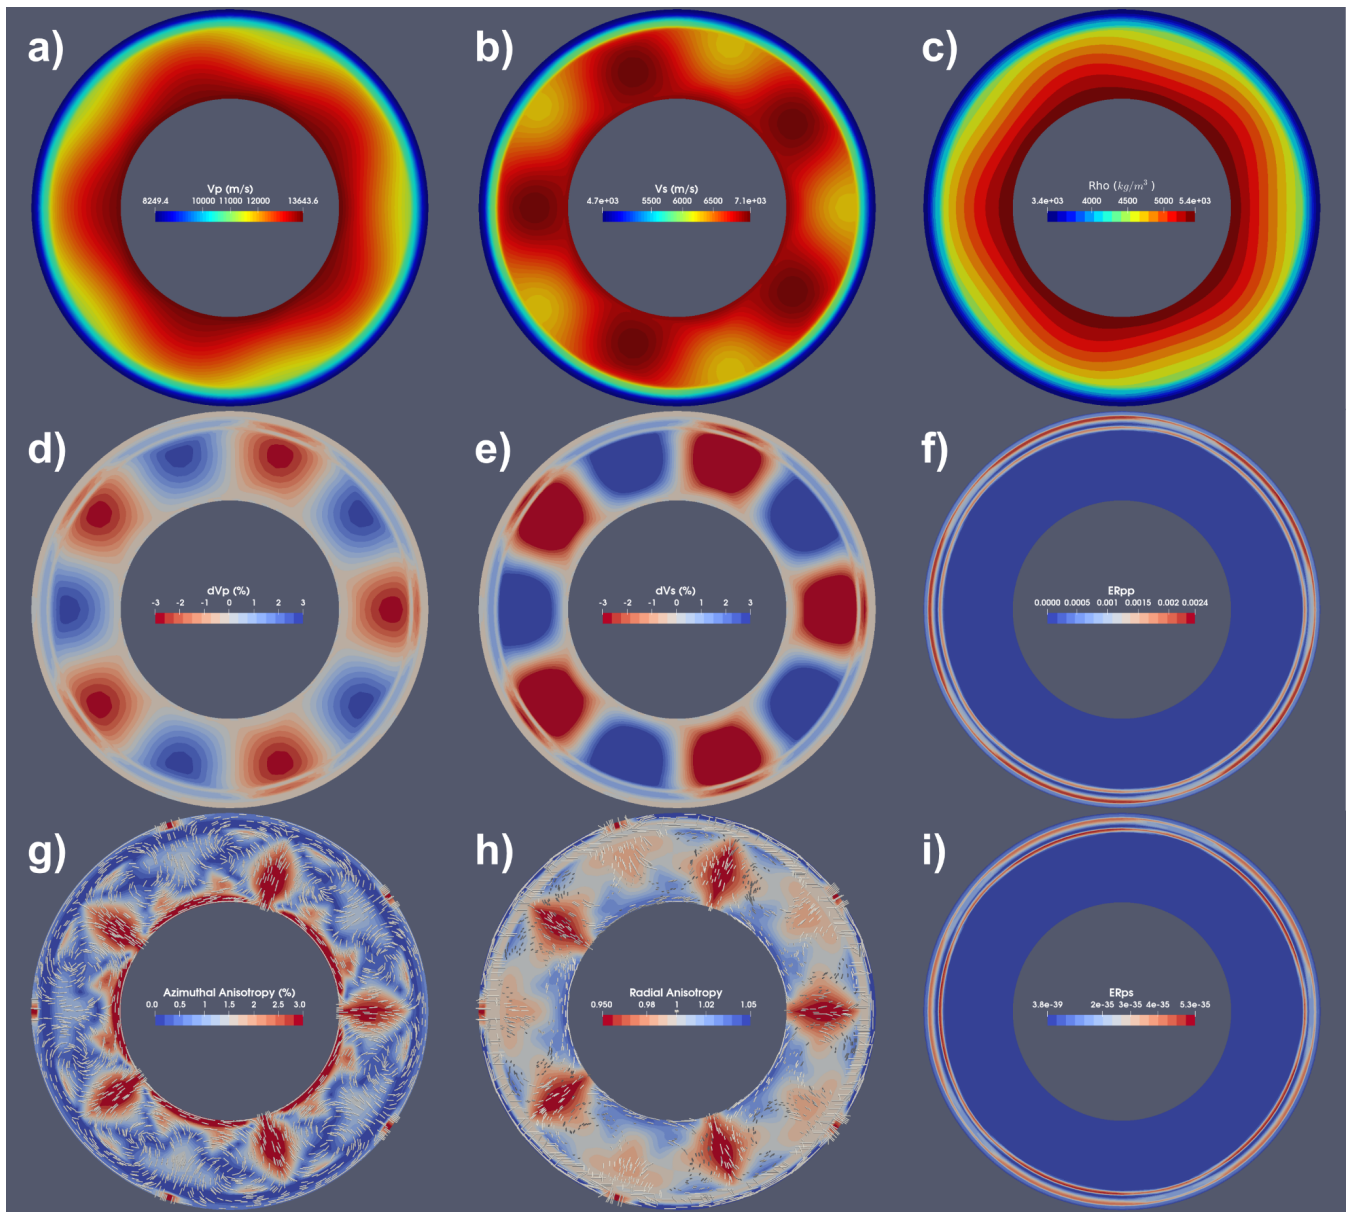 a)
Vp (m/s)
8249.4 10000 11000 12000 13643.6
b)
Vs (m/s)
4.7e+03 5500 6000 6500 7.1e+03
c)
Rho (kg/m³)
3.4e+03 4000 4500 5000 5.4e+03
d)
dVp (%)
-3 -2 -1 0 1 2 3
e)
dVs (%)
-3 -2 -1 0 1 2 3
f)
ERpp
0.0000 0.0005 0.001 0.0015 0.002 0.0024
g)
Azimuthal Anisotropy (%)
0.0 0.5 1 1.5 2 2.5 3.0
h)
Radial Anisotropy
0.950 0.98 1 1.02 1.05
i)
ERps
3.8e-39 2e-35 3e-35 4e-35 5.3e-35